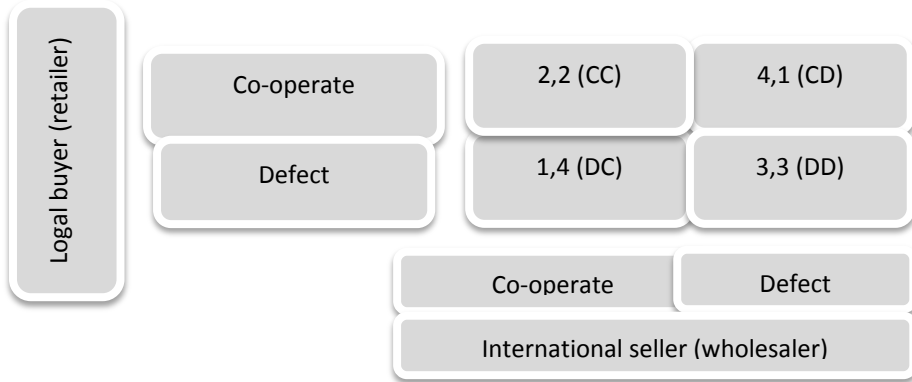 Logal buyer (retailer)
Co-operate
2,2 (CC)
4,1 (CD)
Defect
1,4 (DC)
3,3 (DD)
Co-operate
Defect
International seller (wholesaler)